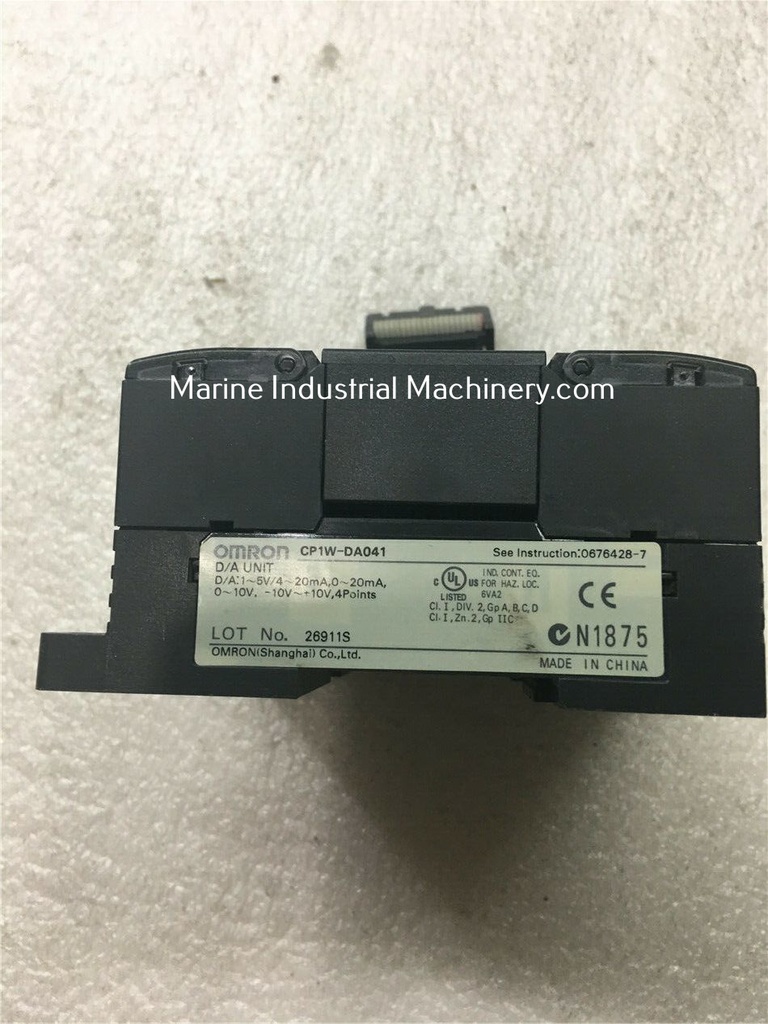 Marine Industrial Machinery.com
OMRON CP1W-DA041 See Instruction:0676428-7
D/A UNIT
D/A:1~5V/4~20mA,0~20mA,
0~10V, -10V~+10V,4Points
C UL US LISTED
IND. CONT. EQ.
FOR HAZ. LOC.
6VA2
Cl. I, DIV. 2, Gp A, B, C, D
Cl. I, Zn. 2, Gp IIC
CE
LOT No. 26911S
N1875
OMRON(Shanghai) Co.,Ltd. MADE IN CHINA